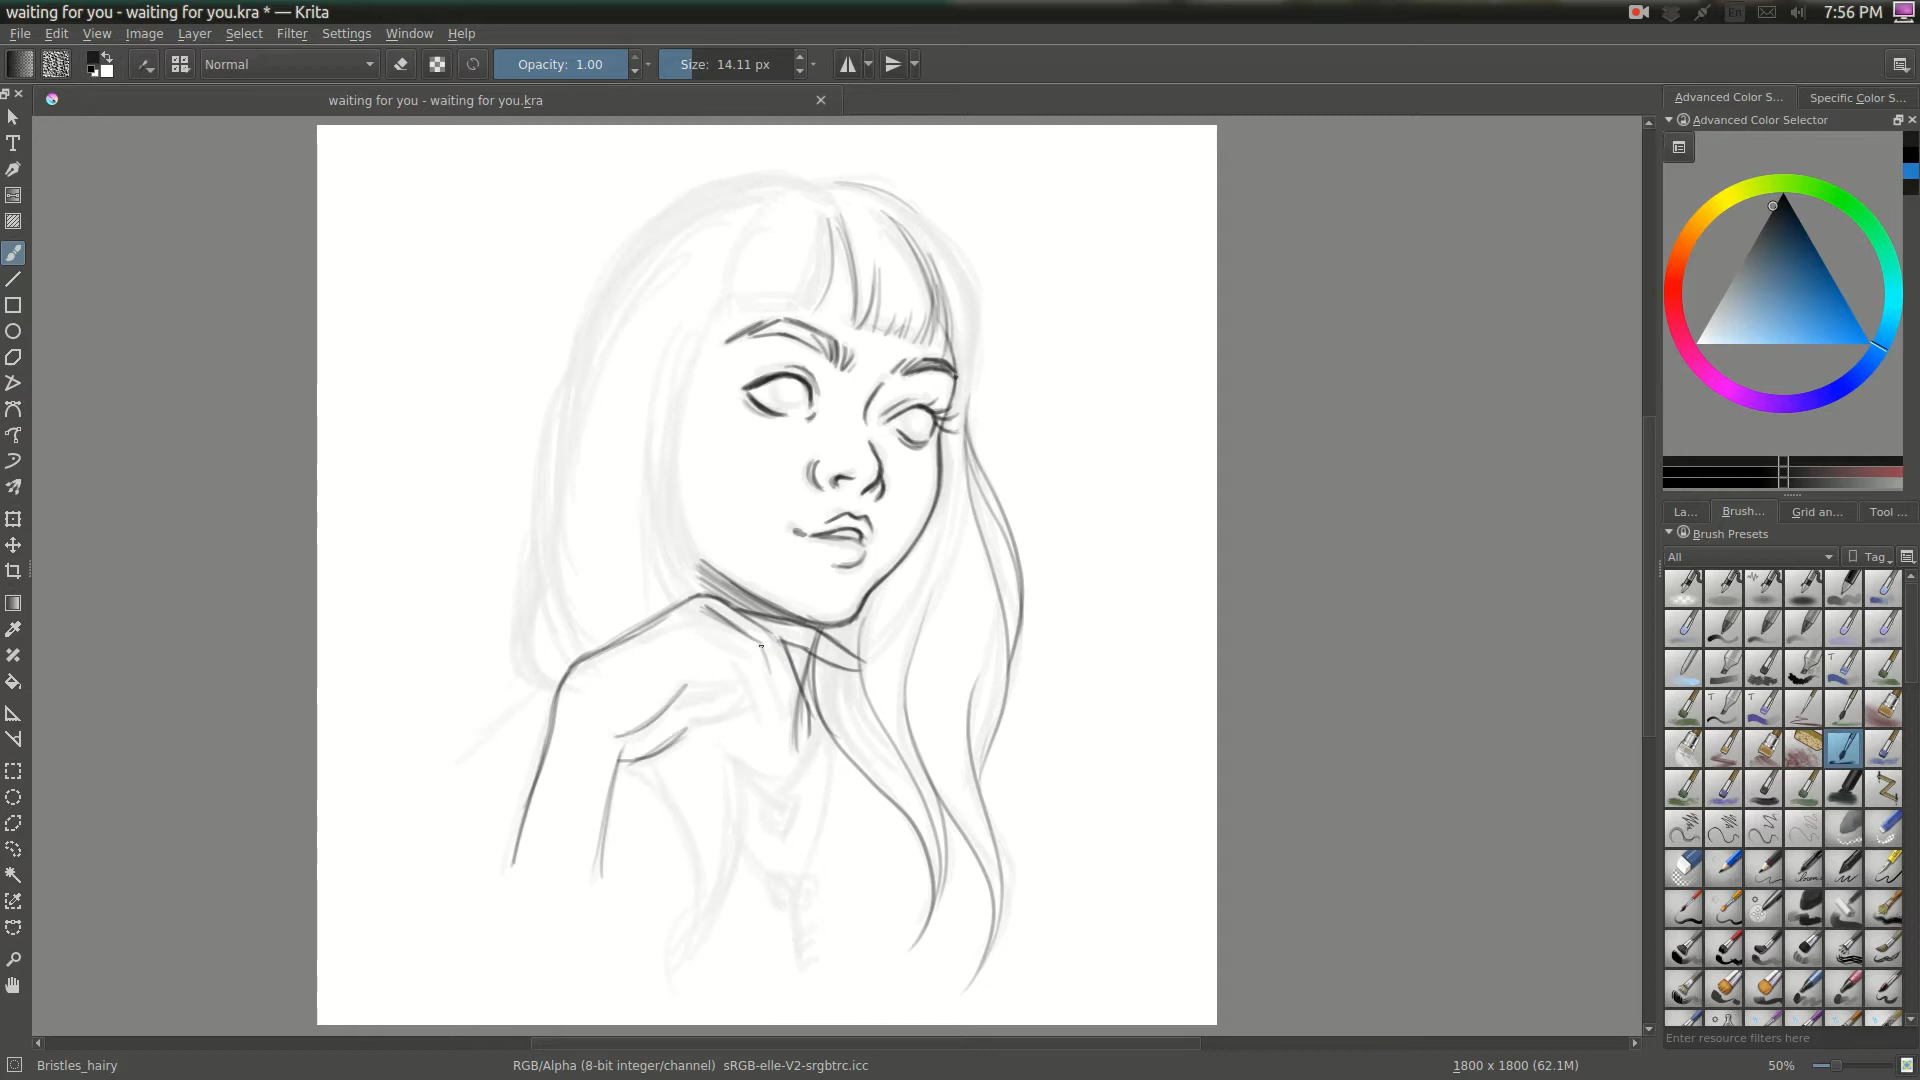 waiting for you - waiting for you.kra * — Krita
En
7:56 PM
File Edit View Image Layer Select Filter Settings Window Help
Normal
Opacity: 1.00
Size: 14.11 px
waiting for you - waiting for you.kra
Advanced Color S...
Specific Color S...
Advanced Color Selector
La...
Brush...
Grid an...
Tool ...
Brush Presets
All
Tag
T
T
T
Enter resource filters here
Bristles_hairy
RGB/Alpha (8-bit integer/channel) sRGB-elle-V2-srgbtrc.icc
1800 x 1800 (62.1M)
50%